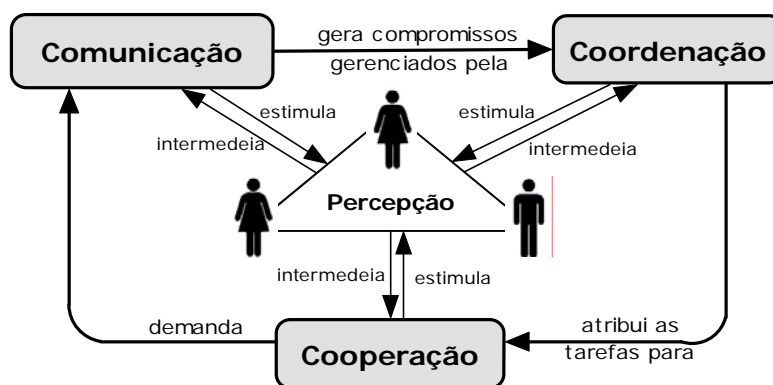 Comunicação
gera compromissos
gerenciados pela
Coordenação
estimula
intermedeia
estimula
intermedeia
Percepção
intermedeia
estimula
demanda
Cooperação
atribui as
tarefas para